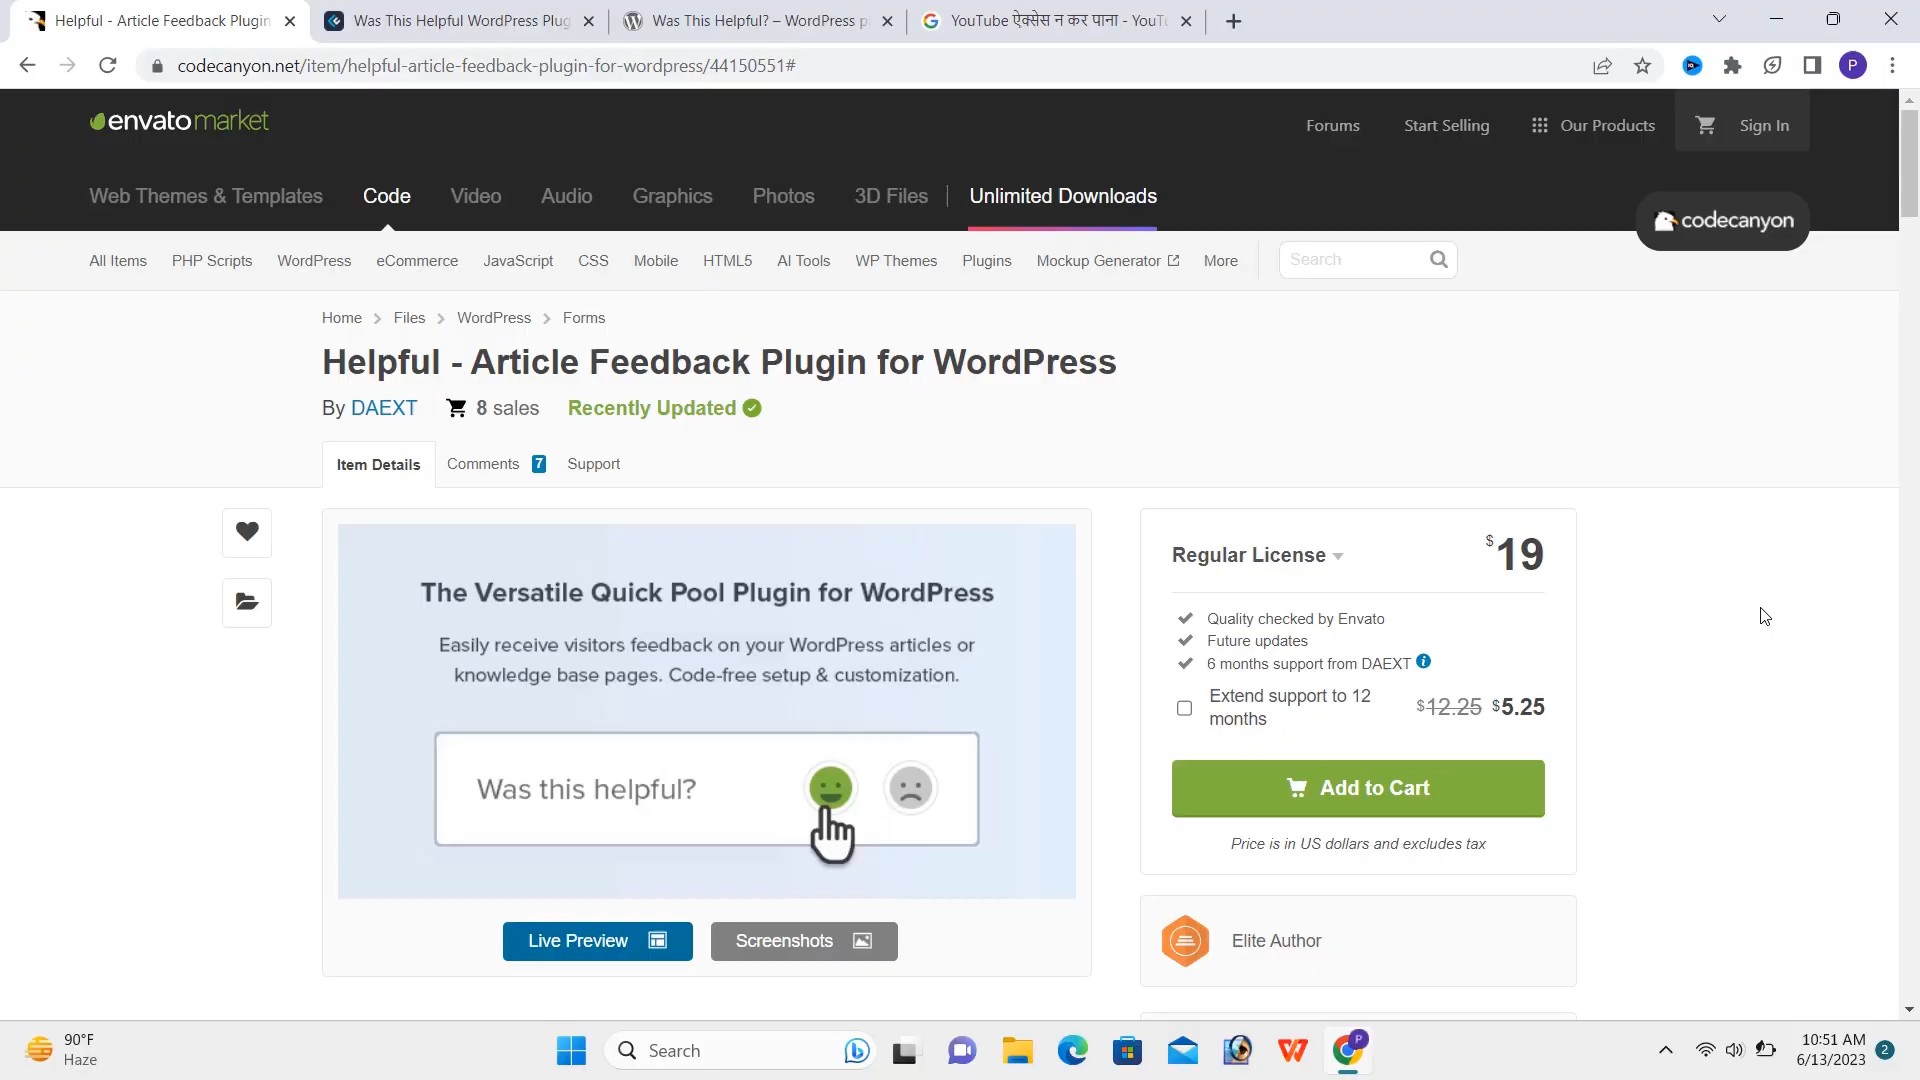 Helpful - Article Feedback Plugin
Was This Helpful WordPress Plug
Was This Helpful? – WordPress p
YouTube ऐक्सेस न कर पाना - YouT
codecanyon.net/item/helpful-article-feedback-plugin-for-wordpress/44150551#
P
envato market
Forums
Start Selling
Our Products
Sign In
Web Themes & Templates
Code
Video
Audio
Graphics
Photos
3D Files
Unlimited Downloads
codecanyon
All Items
PHP Scripts
WordPress
eCommerce
JavaScript
CSS
Mobile
HTML5
AI Tools
WP Themes
Plugins
Mockup Generator
More
Search
Home > Files > WordPress > Forms
Helpful - Article Feedback Plugin for WordPress
By DAEXT
8 sales
Recently Updated
Item Details
Comments 7
Support
The Versatile Quick Pool Plugin for WordPress
Easily receive visitors feedback on your WordPress articles or
knowledge base pages. Code-free setup & customization.
Was this helpful?
Live Preview
Screenshots
Regular License
$19
Quality checked by Envato
Future updates
6 months support from DAEXT
Extend support to 12
months
$12.25 $5.25
Add to Cart
Price is in US dollars and excludes tax
Elite Author
90°F
Haze
Search
P
10:51 AM
6/13/2023
2